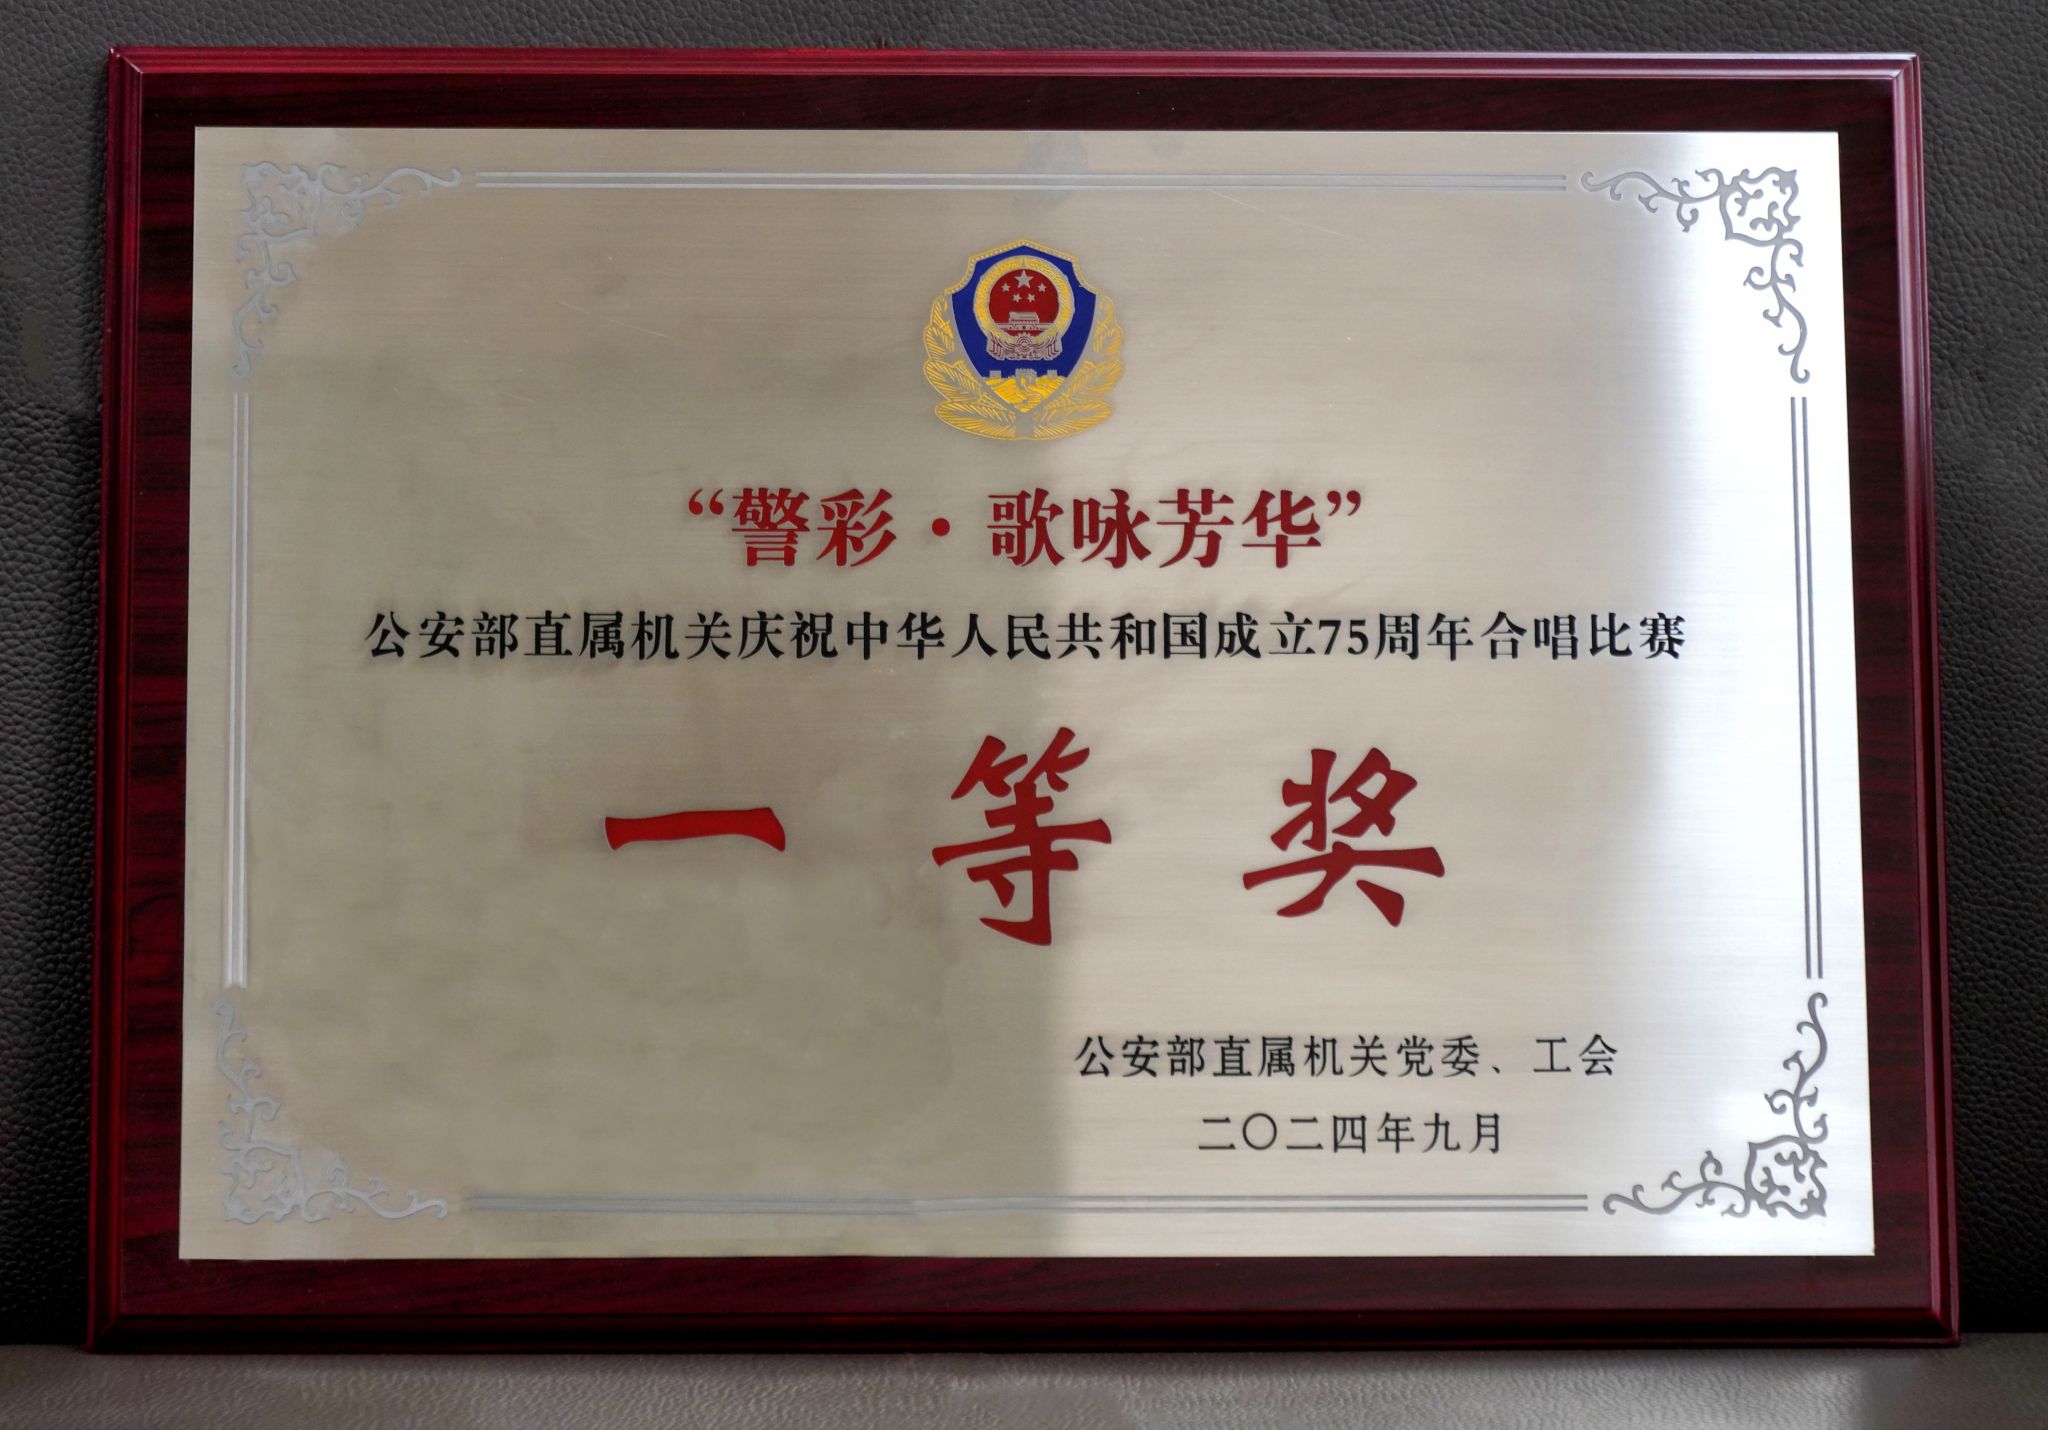 “警彩·歌咏芳华”
公安部直属机关庆祝中华人民共和国成立75周年合唱比赛
一等奖
公安部直属机关党委、工会
二〇二四年九月